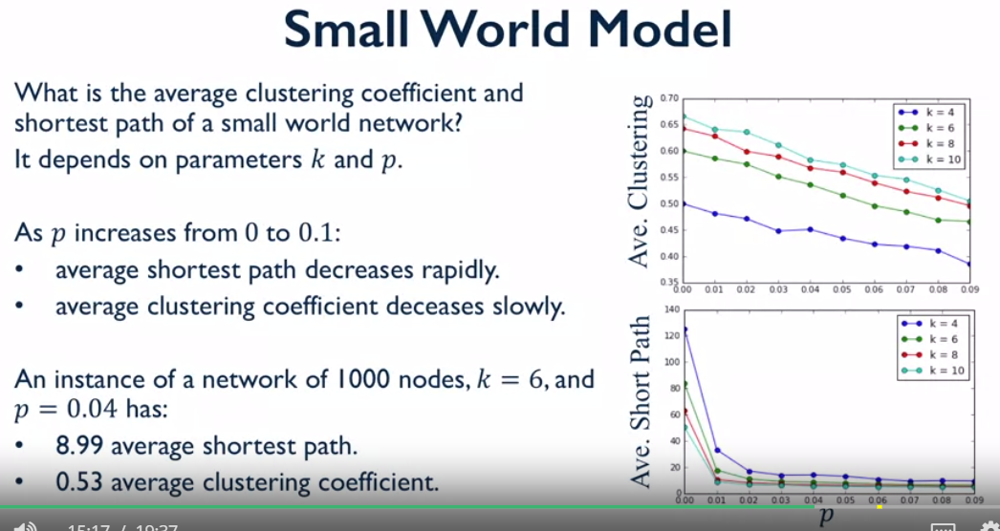 Small World Model
What is the average clustering coefficient and
shortest path of a small world network?
It depends on parameters k and p.
As p increases from 0 to 0.1:
• average shortest path decreases rapidly.
• average clustering coefficient deceases slowly.
An instance of a network of 1000 nodes, k = 6, and
p = 0.04 has:
• 8.99 average shortest path.
• 0.53 average clustering coefficient.
Ave. Clustering
0.70
0.65
0.60
0.55
0.50
0.45
0.40
0.35
0.00 0.01 0.02 0.03 0.04 0.05 0.06 0.07 0.08 0.09
k = 4
k = 6
k = 8
k = 10
Ave. Short Path
140
120
100
80
60
40
20
0
0.00 0.01 0.02 0.03 0.04 0.05 0.06 0.07 0.08 0.09
k = 4
k = 6
k = 8
k = 10
p
15:17 / 19:37